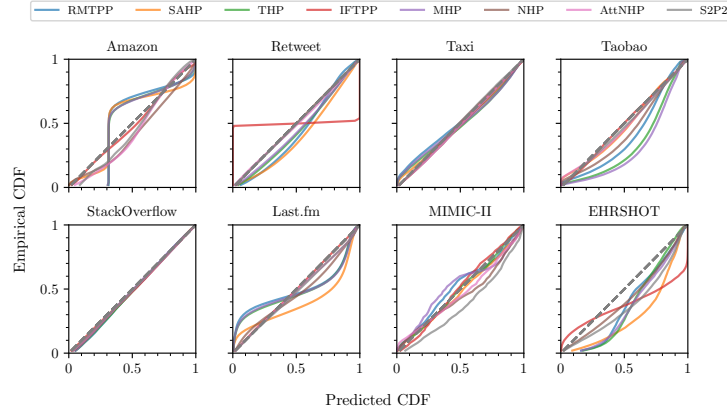 RMTPP SAHP THP IFTPP MHP NHP AttNHP S2P2
Amazon Retweet Taxi Taobao
1
0.5
0
StackOverflow Last.fm MIMIC-II EHRSHOT
1
0.5
0
0 0.5 1 0 0.5 1 0 0.5 1 0 0.5 1
Empirical CDF
Predicted CDF